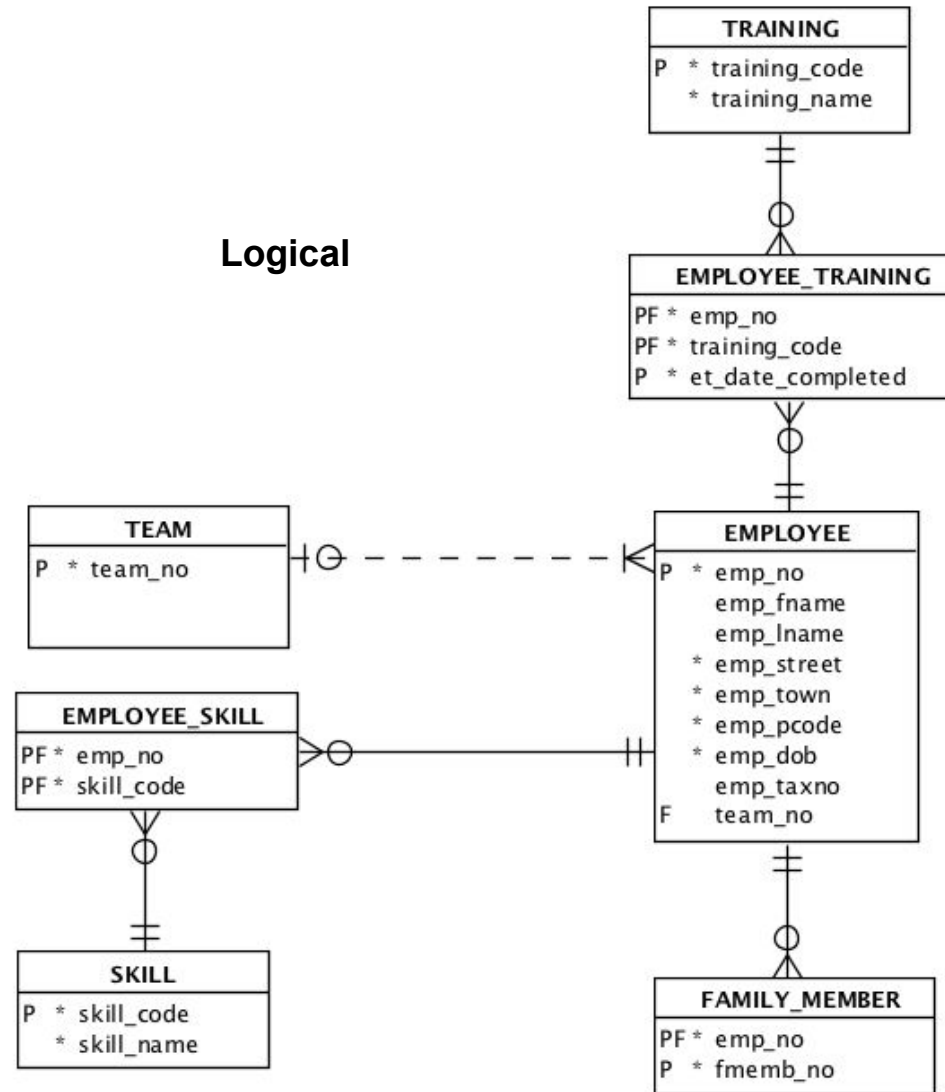 TRAINING
P * training_code
* training_name
Logical
EMPLOYEE_TRAINING
PF * emp_no
PF * training_code
P * et_date_completed
TEAM
P * team_no
EMPLOYEE
P * emp_no
emp_fname
emp_lname
* emp_street
* emp_town
* emp_pcode
* emp_dob
emp_taxno
F team_no
EMPLOYEE_SKILL
PF * emp_no
PF * skill_code
SKILL
P * skill_code
* skill_name
FAMILY_MEMBER
PF * emp_no
P * fmemb_no